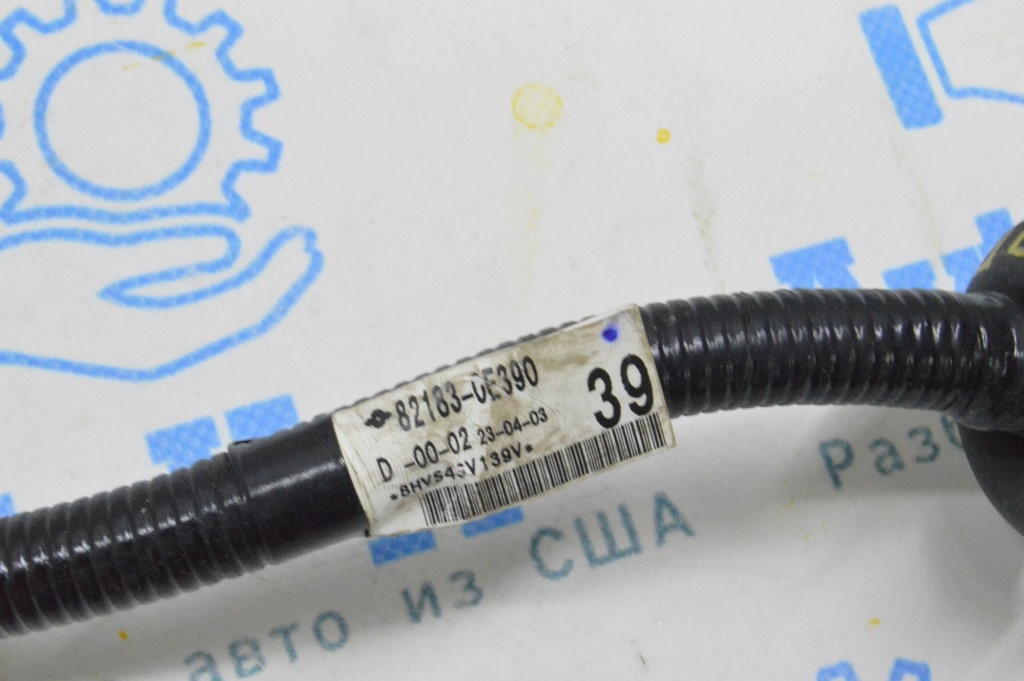 82183-0E390
39
D -00-02 23-04-03
*8HVS4SV139V*
Разб
авто из США